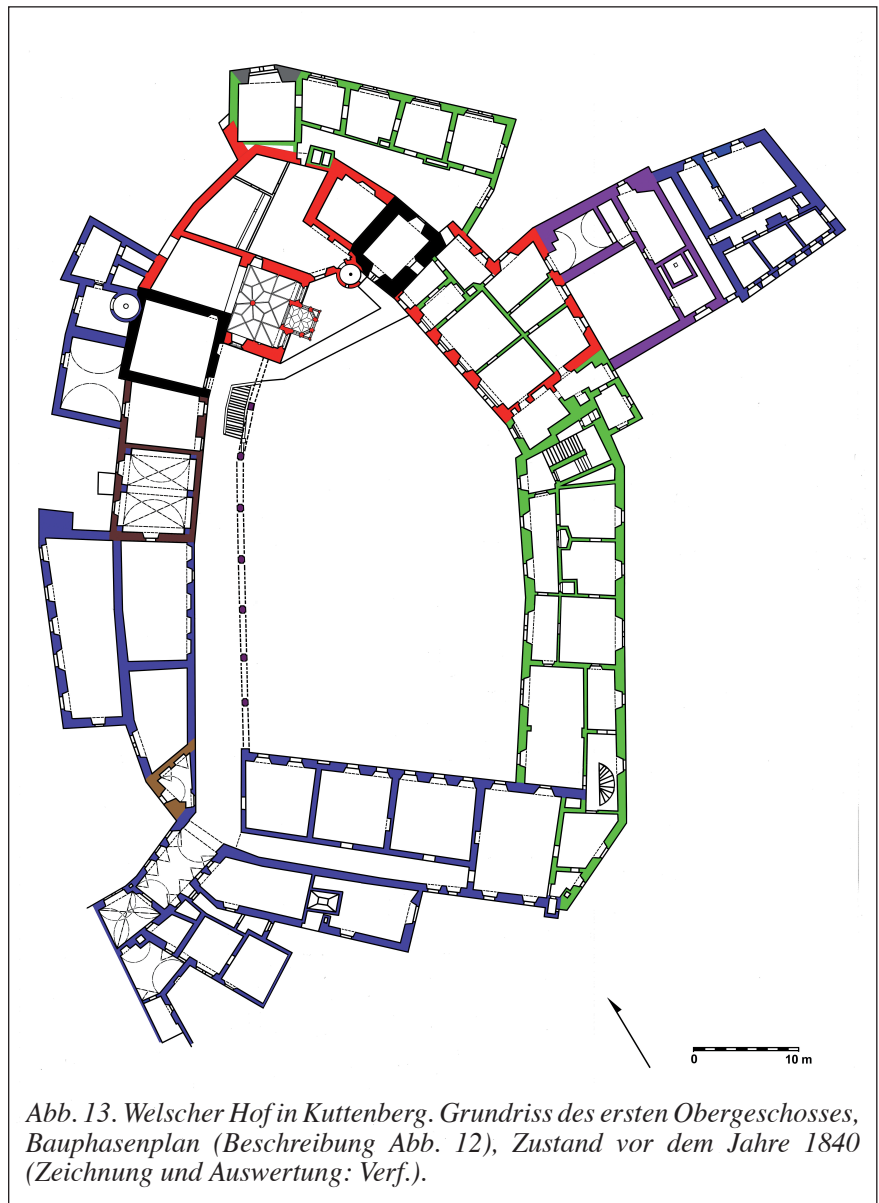 0 10 m
Abb. 13. Welscher Hof in Kuttenberg. Grundriss des ersten Obergeschosses,
Bauphasenplan (Beschreibung Abb. 12), Zustand vor dem Jahre 1840
(Zeichnung und Auswertung: Verf.).